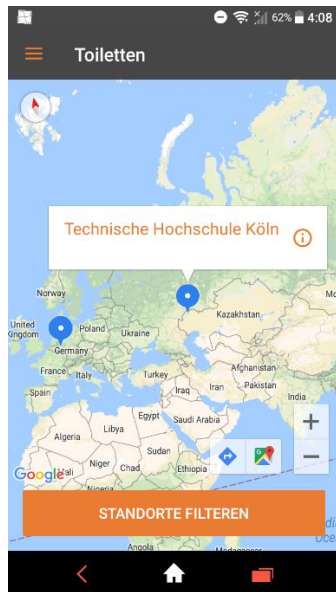 62% 4:08
Toiletten
Technische Hochschule Köln
Norway
Kazakhstan
United
Kingdom
Poland
Ukraine
Germany
France
Italy
Turkey
Afghanistan
Spain
Iraq
Iran
Pakistan
India
Egypt
Saudi Arabia
Libya
Algeria
Sudan
Mali
Niger
Chad
Ethiopia
Google
Nigeria
STANDORTE FILTEREN
Angola
Madagascar